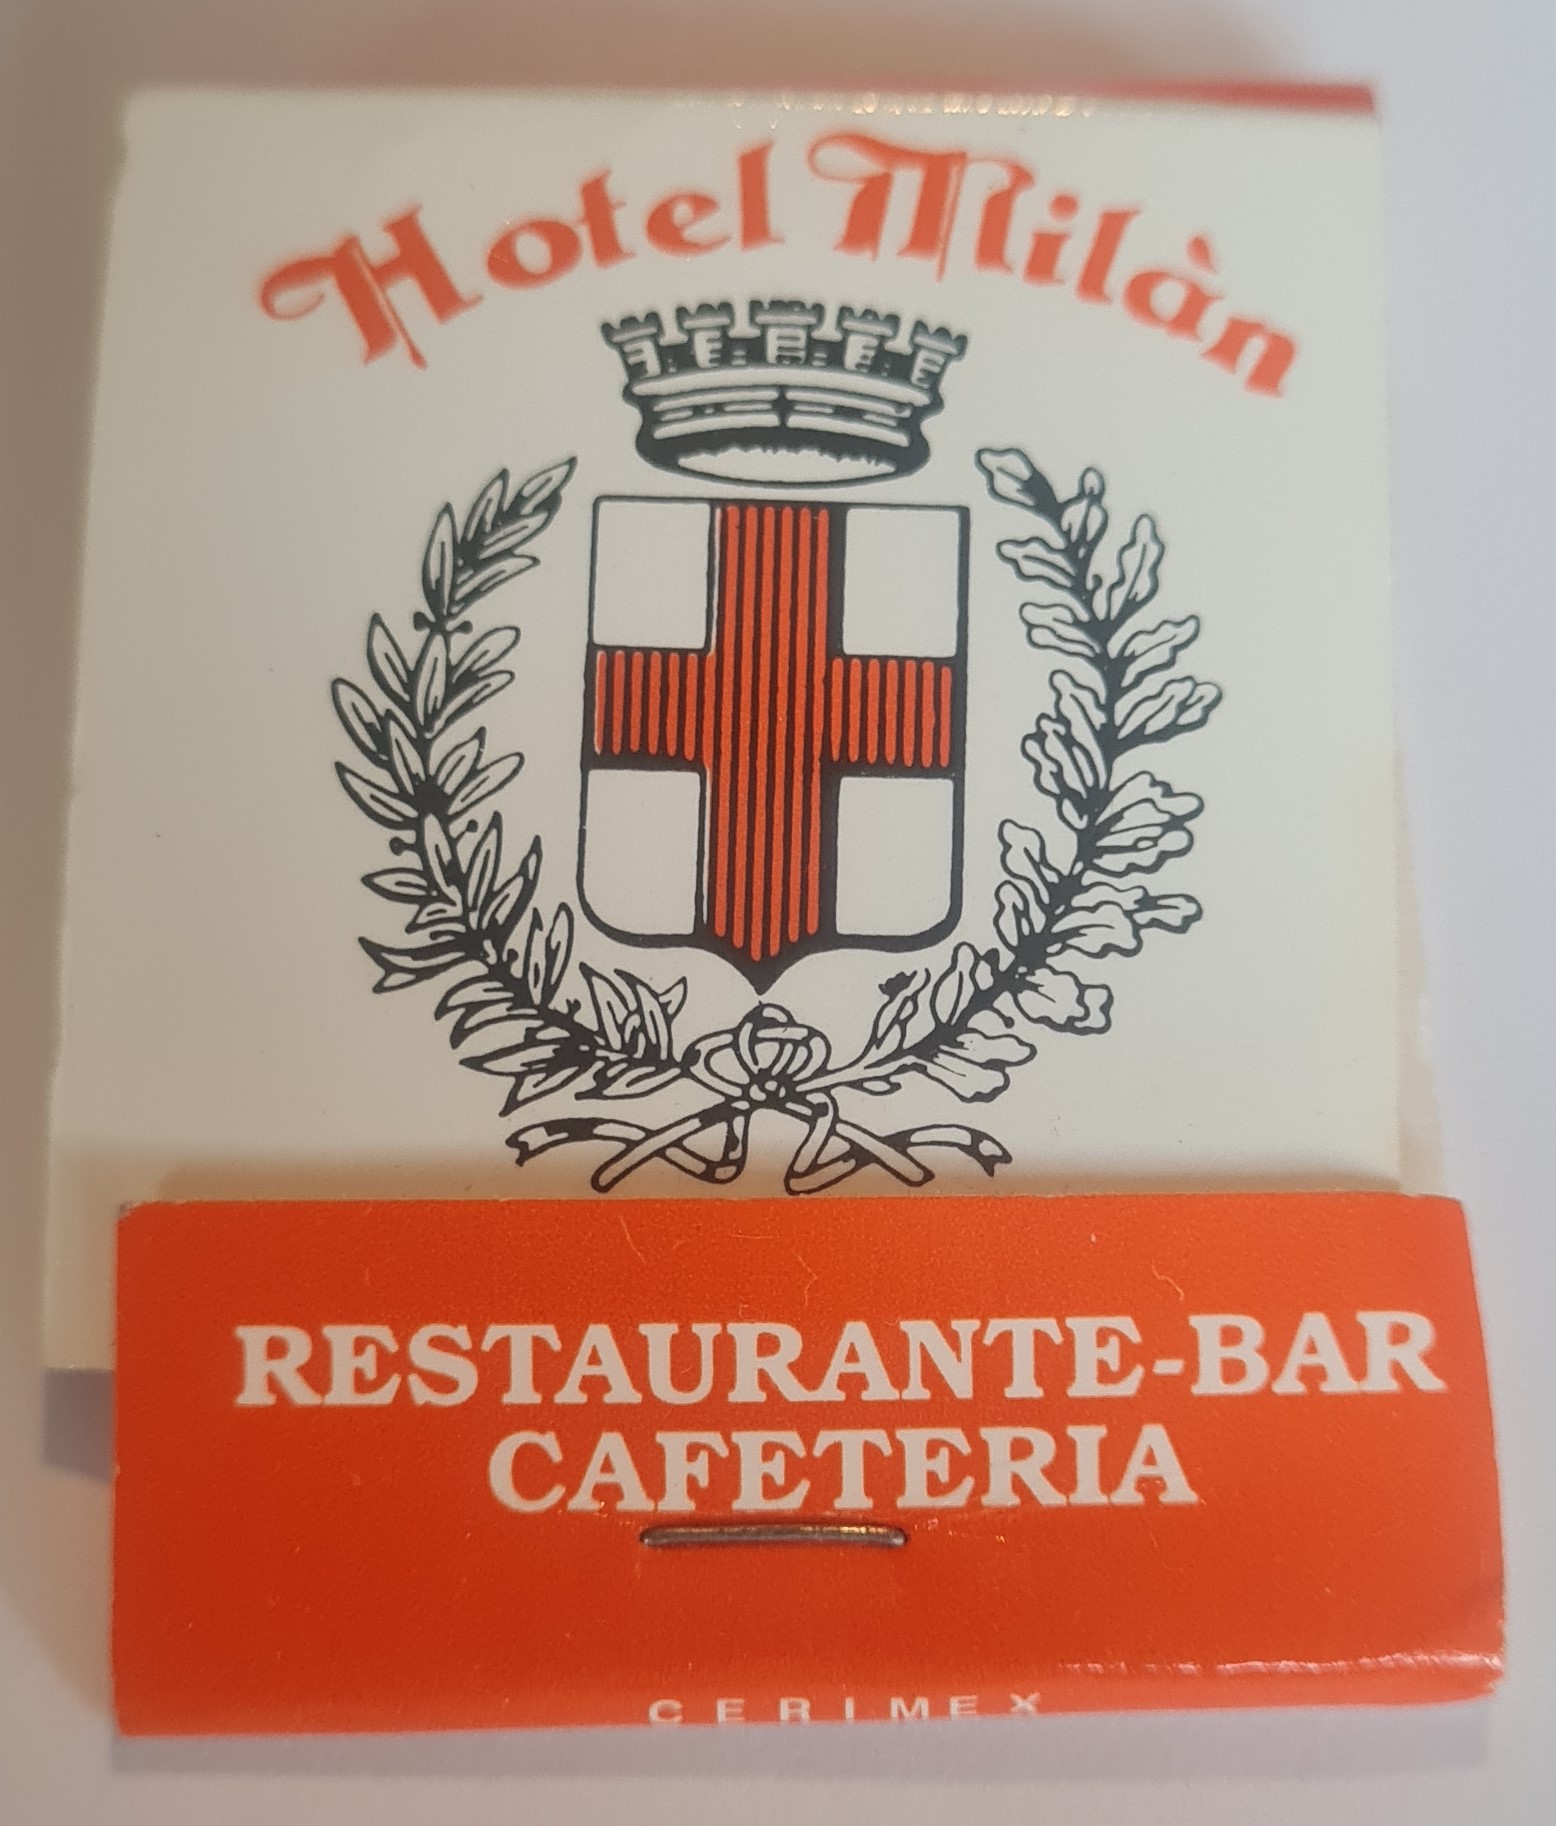 Hotel Milàn
RESTAURANTE-BAR
CAFETERIA
CERIMEX